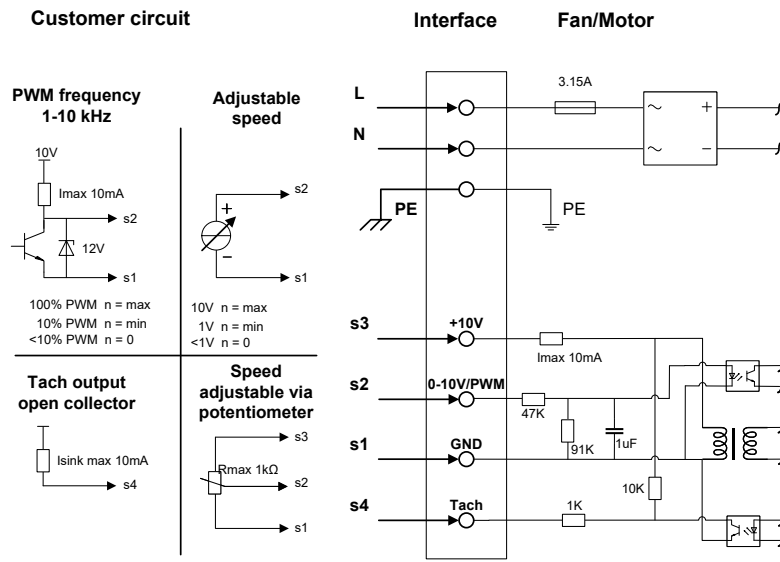 Customer circuit
Interface
Fan/Motor
PWM frequency
1-10 kHz
10V
Imax 10mA
s2
12V
s1
100% PWM n = max
10% PWM n = min
<10% PWM n = 0
Adjustable
speed
s2
+
−
s1
10V n = max
1V n = min
<1V n = 0
Tach output
open collector
Isink max 10mA
s4
Speed
adjustable via
potentiometer
s3
Rmax 1kΩ
s2
s1
L
3.15A
~
+
N
~
−
PE
PE
s3
+10V
Imax 10mA
s2
0-10V/PWM
47K
91K
1uF
s1
GND
10K
s4
Tach
1K